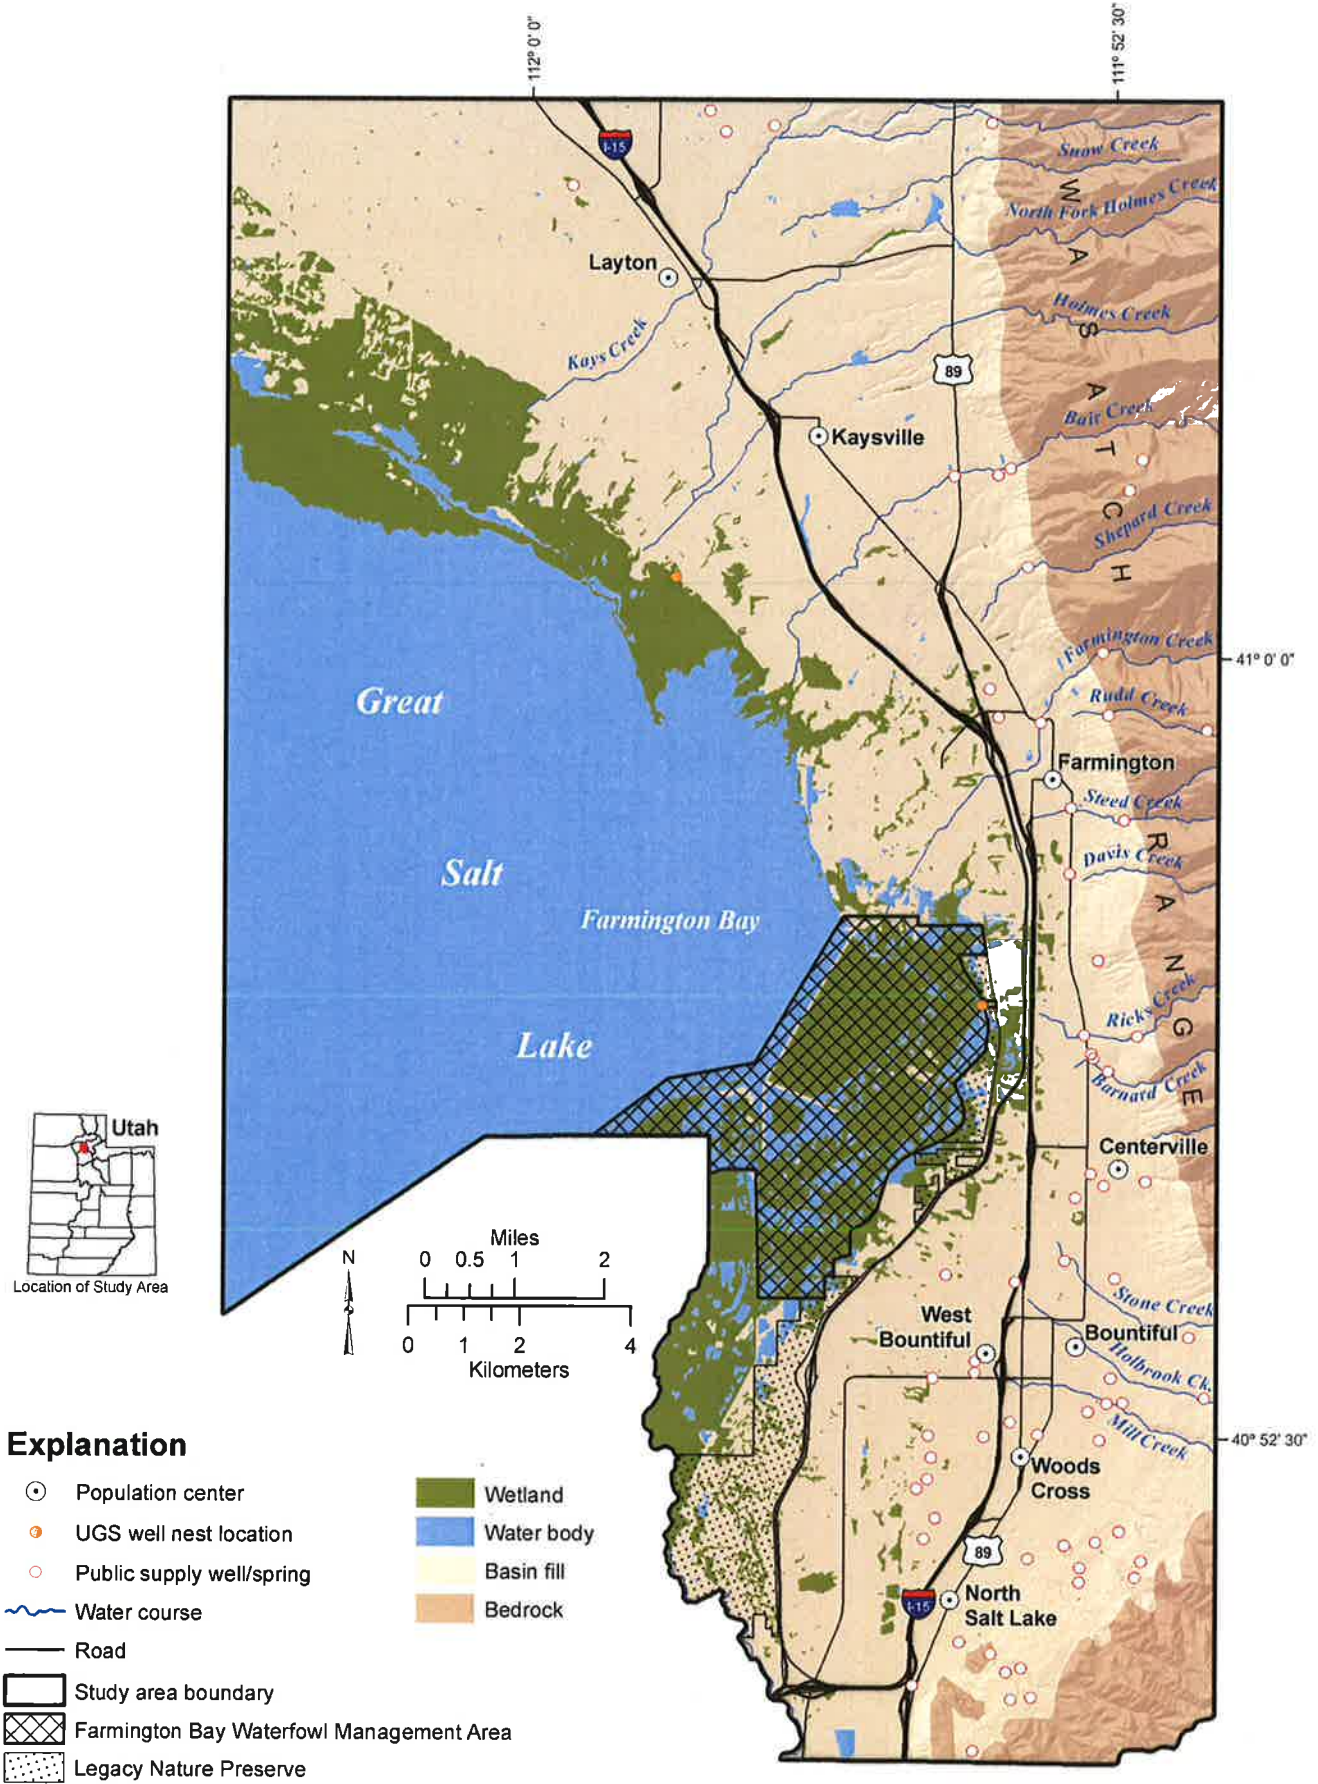 112° 0' 0"
111° 52' 30"
I-15
Snow Creek
North Fork Holmes Creek
Layton
Holmes Creek
Kays Creek
89
Bair Creek
Kaysville
Shepard Creek
WASATCH
Farmington Creek
41° 0' 0"
Great
Rudd Creek
Farmington
Steed Creek
Davis Creek
Salt
Farmington Bay
RANGE
Ricks Creek
Lake
Barnard Creek
Utah
Centerville
Location of Study Area
N
Miles
0 0.5 1 2
0 1 2 4
Kilometers
Stone Creek
West
Bountiful
Bountiful
Holbrook Ck.
Mill Creek
40° 52' 30"
Woods
Cross
89
I-15
North
Salt Lake
Explanation
Population center
UGS well nest location
Public supply well/spring
Water course
Road
Study area boundary
Farmington Bay Waterfowl Management Area
Legacy Nature Preserve
Wetland
Water body
Basin fill
Bedrock